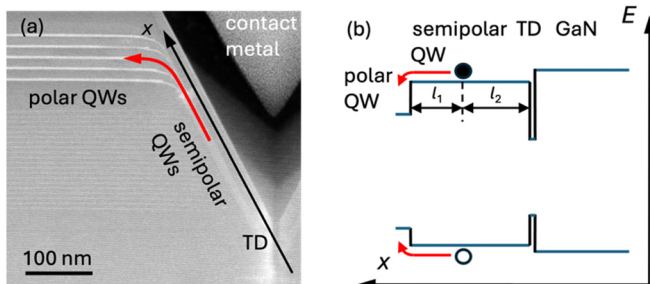 (a)
x
contact
metal
polar QWs
semipolar
QWs
TD
100 nm
(b)
semipolar TD GaN
QW
E
polar
QW
l₁
l₂
x